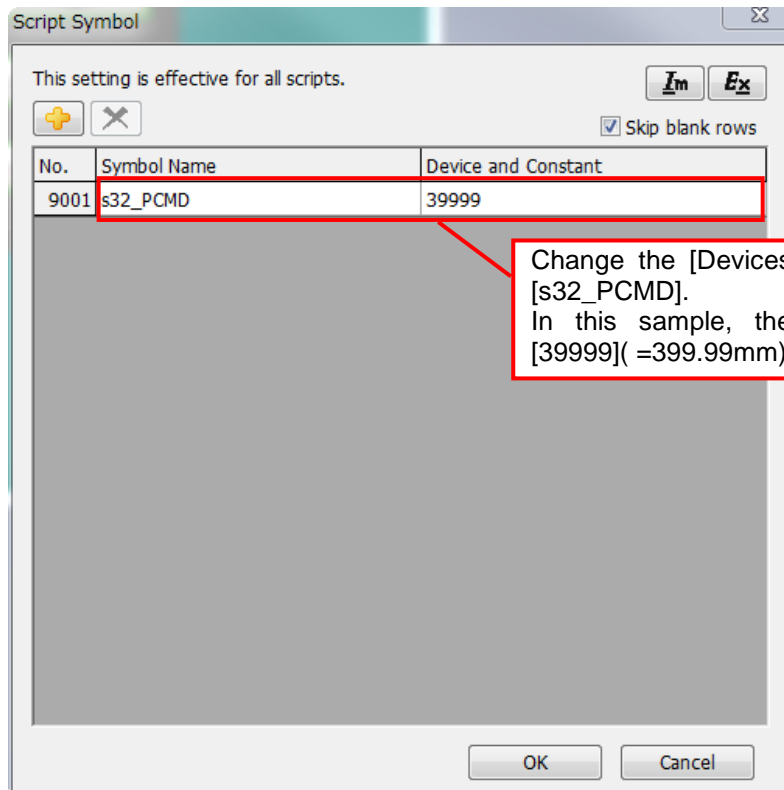 Script Symbol
This setting is effective for all scripts.
Im Ex
Skip blank rows
No. Symbol Name Device and Constant
9001 s32_PCMD 39999
Change the [Devices
[s32_PCMD].
In this sample, the
[39999]( =399.99mm)
OK Cancel